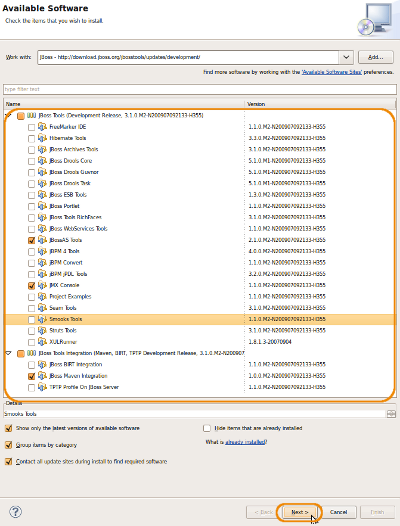 Available Software
Check the items that you wish to install.
Work with: JBoss - http://download.jboss.org/jbosstools/updates/development/ Add...
Find more software by working with the 'Available Software Sites' preferences.
type filter text
Name Version
JBoss Tools (Development Release, 3.1.0.M2-N200907092133-H355)
FreeMarker IDE 1.1.0.M2-N200907092133-H355
Hibernate Tools 3.3.0.M2-N200907092133-H355
JBoss Archives Tools 3.1.0.M2-N200907092133-H355
JBoss Drools Core 5.1.0.M1-N200907092133-H355
JBoss Drools Guvnor 5.1.0.M1-N200907092133-H355
JBoss Drools Task 5.1.0.M1-N200907092133-H355
JBoss ESB Tools 1.3.0.M2-N200907092133-H355
JBoss Portlet 1.1.0.M2-N200907092133-H355
JBoss Tools RichFaces 3.1.0.M2-N200907092133-H355
JBoss WebServices Tools 1.1.0.M2-N200907092133-H355
JBossAS Tools 2.1.0.M2-N200907092133-H355
jBPM 4 Tools 4.0.0.M2-N200907092133-H355
jBPM Convert 1.1.0.M2-N200907092133-H355
jBPM jPDL Tools 3.2.0.M2-N200907092133-H355
JMX Console 1.1.0.M2-N200907092133-H355
Project Examples 1.1.0.M2-N200907092133-H355
Seam Tools 3.1.0.M2-N200907092133-H355
Smooks Tools 1.1.0.M2-N200907092133-H355
Struts Tools 3.1.0.M2-N200907092133-H355
XULRunner 1.8.1.3-20070904
JBoss Tools Integration (Maven, BIRT, TPTP Development Release, 3.1.0.M2-N200907
JBoss BIRT Integration 1.1.0.M2-N200907092133-H355
JBoss Maven Integration 1.0.0.M2-N200907092133-H355
TPTP Profile On JBoss Server 1.1.0.M2-N200907092133-H355
Details
Smooks Tools
Show only the latest versions of available software Hide items that are already installed
Group items by category What is already installed?
Contact all update sites during install to find required software
? < Back Next > Cancel Finish